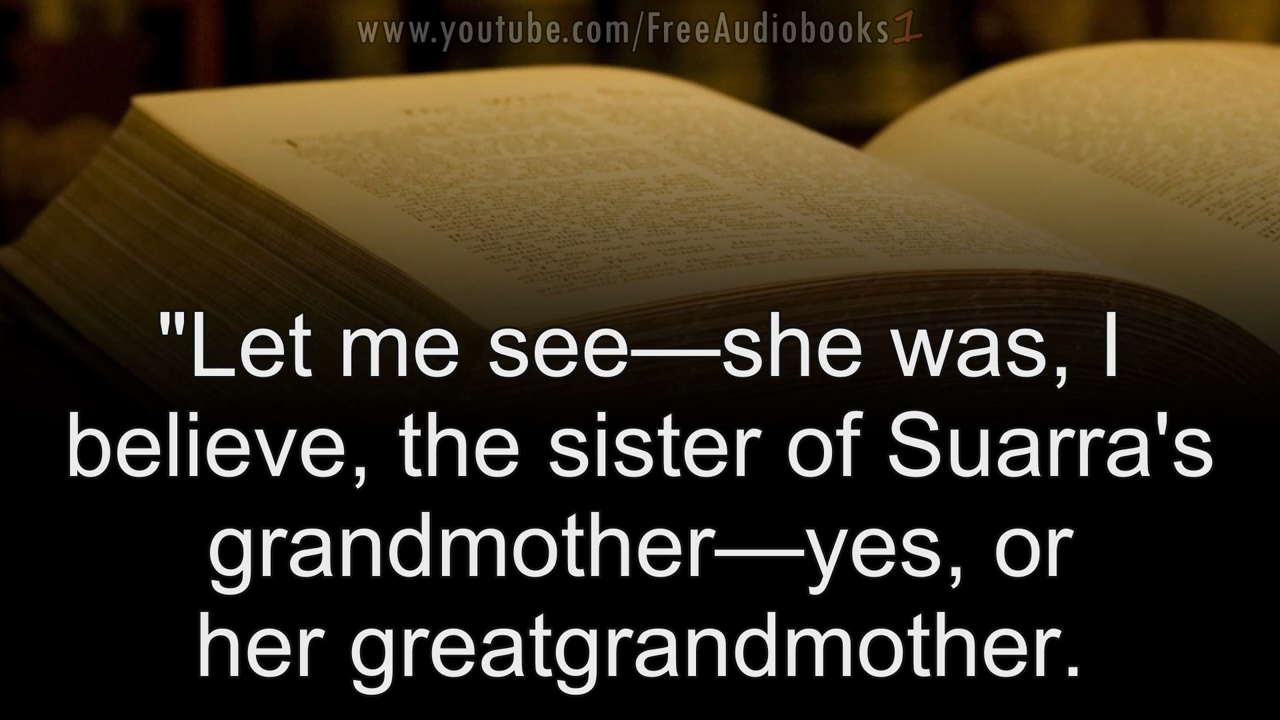 www.youtube.com/FreeAudiobooks1
"Let me see—she was, I
believe, the sister of Suarra's
grandmother—yes, or
her greatgrandmother.